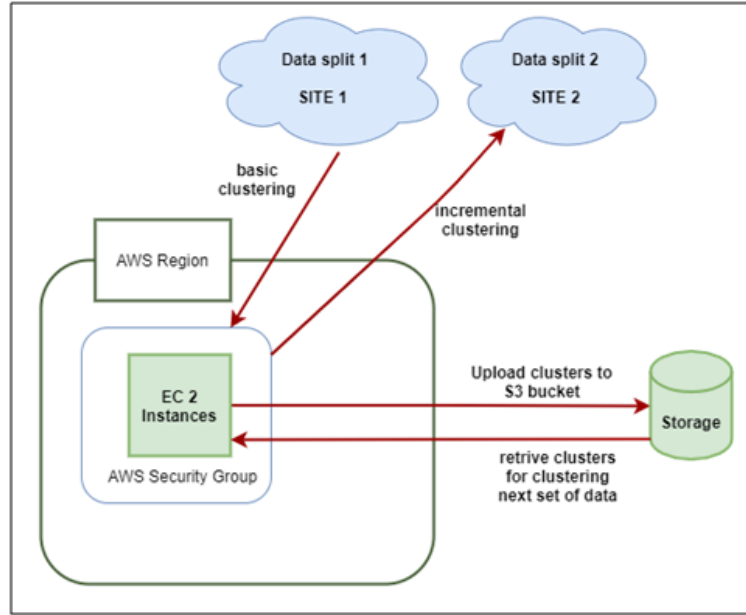 Data split 1
SITE 1
Data split 2
SITE 2
basic
clustering
incremental
clustering
AWS Region
EC 2
Instances
AWS Security Group
Upload clusters to
S3 bucket
Storage
retrive clusters
for clustering
next set of data